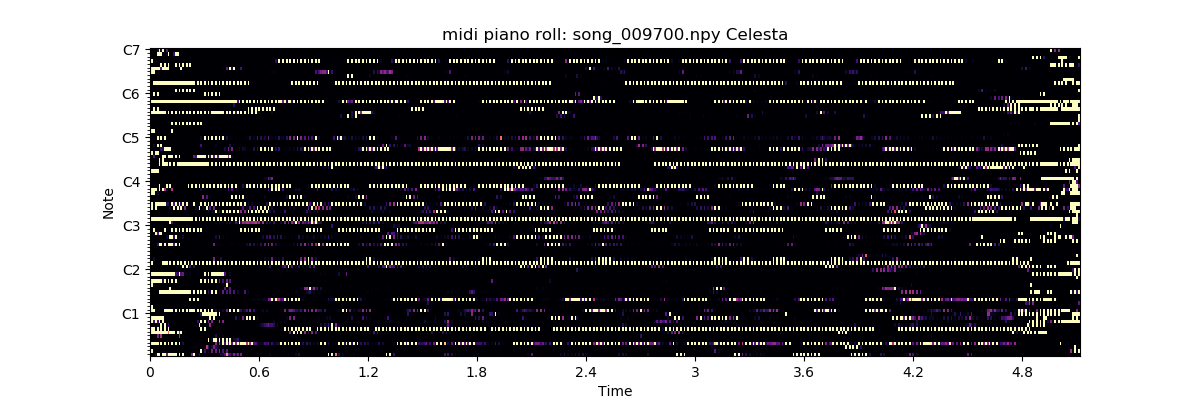 midi piano roll: song_009700.npy Celesta
C7
C6
C5
C4
C3
C2
C1
Note
0 0.6 1.2 1.8 2.4 3 3.6 4.2 4.8
Time